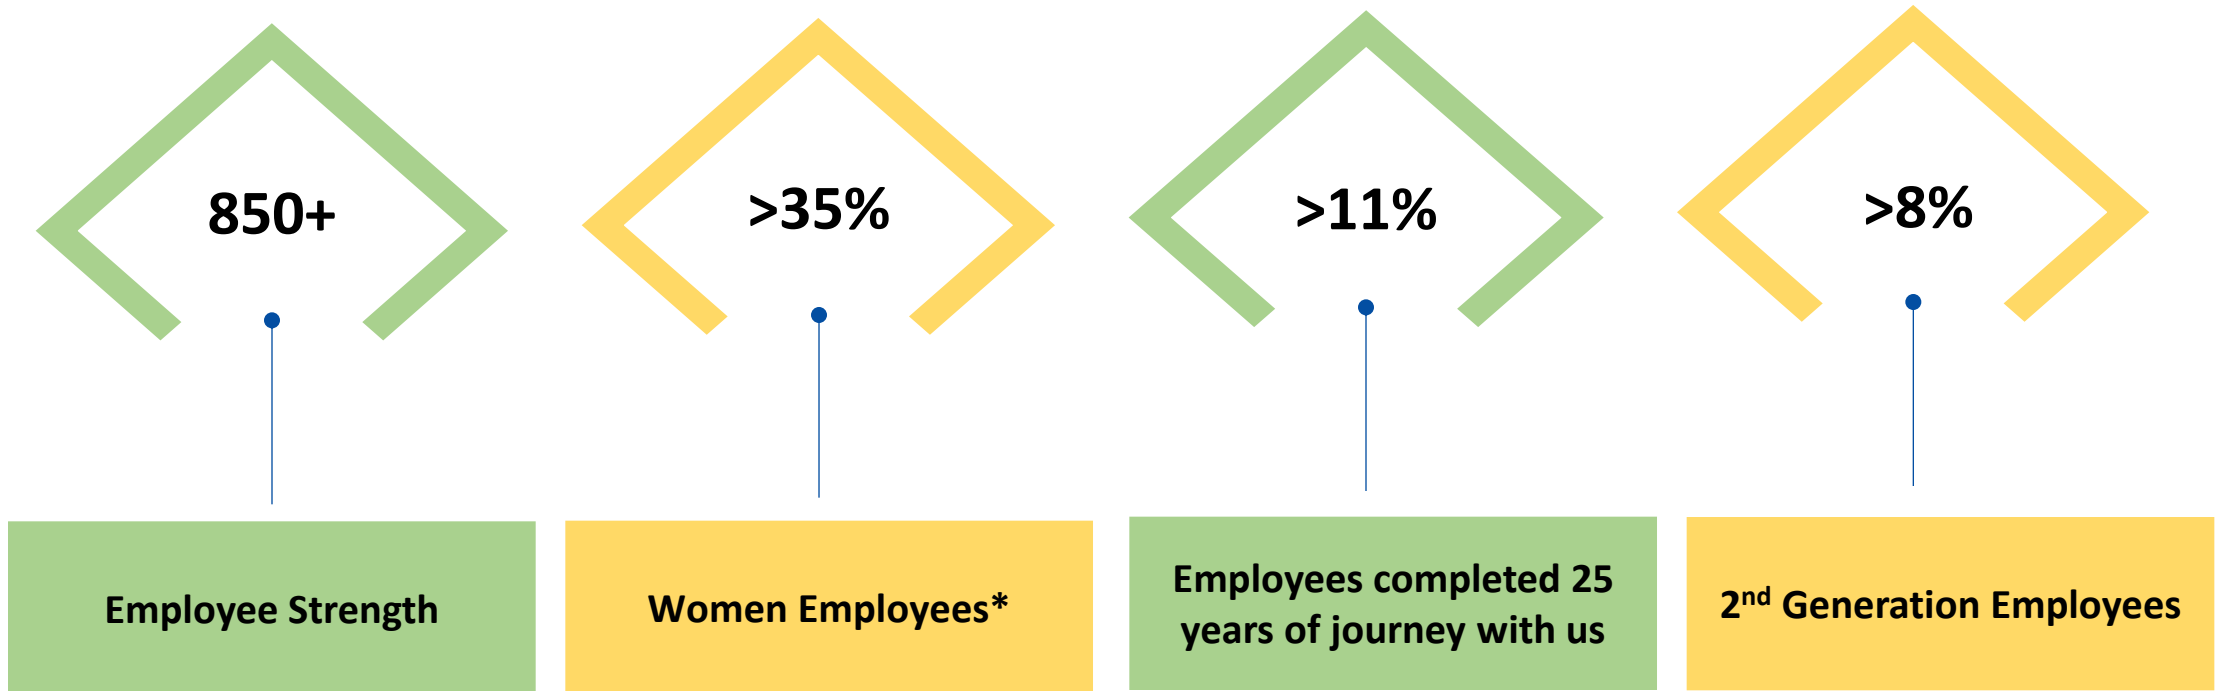 850+
>35%
>11%
>8%
Employee Strength
Women Employees*
Employees completed 25
years of journey with us
2nd Generation Employees